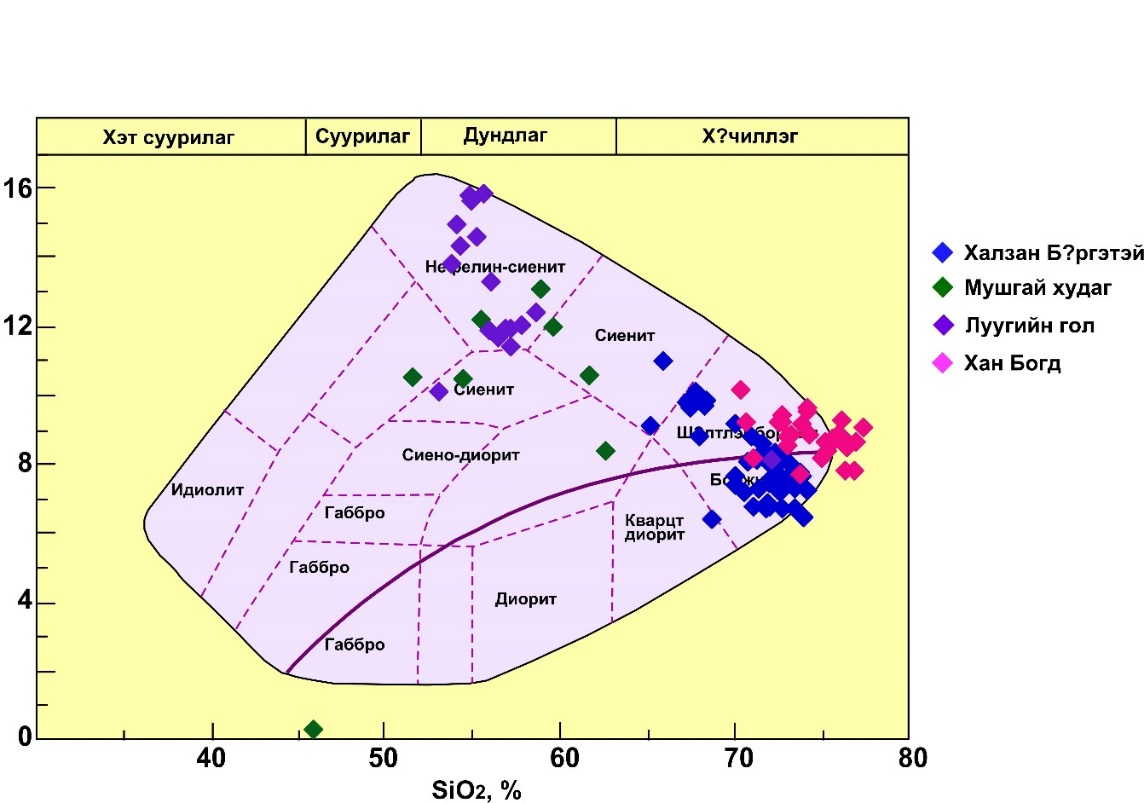 Хэт суурилаг
Суурилаг
Дундлаг
Х?чиллэг
16
12
8
4
0
Нефелин-сиенит
Сиенит
Сиенит
Сиено-диорит
Идиолит
Габбро
Габбро
Габбро
Диорит
Кварцт
диорит
40
50
60
70
80
SiO2, %
Халзан Б?ргэтэй
Мушгай худаг
Луугийн гол
Хан Богд